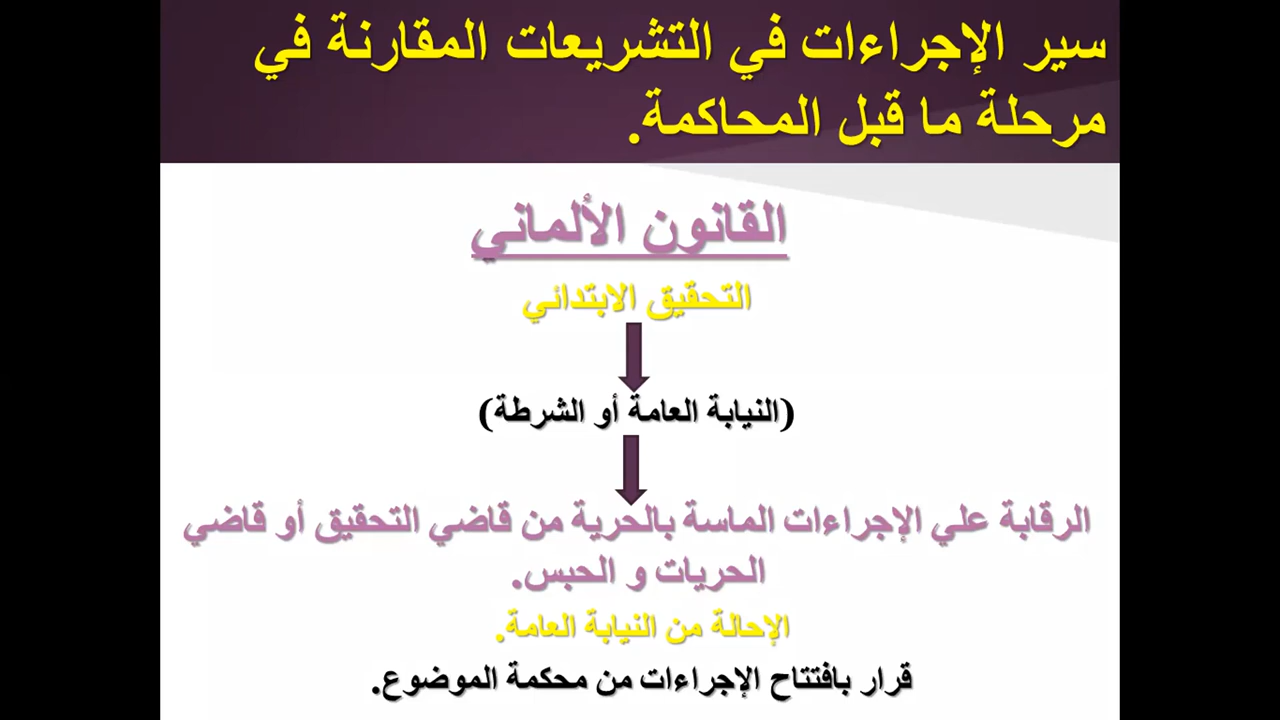 سير الإجراءات في التشريعات المقارنة في
مرحلة ما قبل المحاكمة.
القانون الألماني
التحقيق الابتدائي
(النيابة العامة أو الشرطة)
الرقابة علي الإجراءات الماسة بالحرية من قاضي التحقيق أو قاضي
الحريات و الحبس.
الإحالة من النيابة العامة.
قرار بافتتاح الإجراءات من محكمة الموضوع.